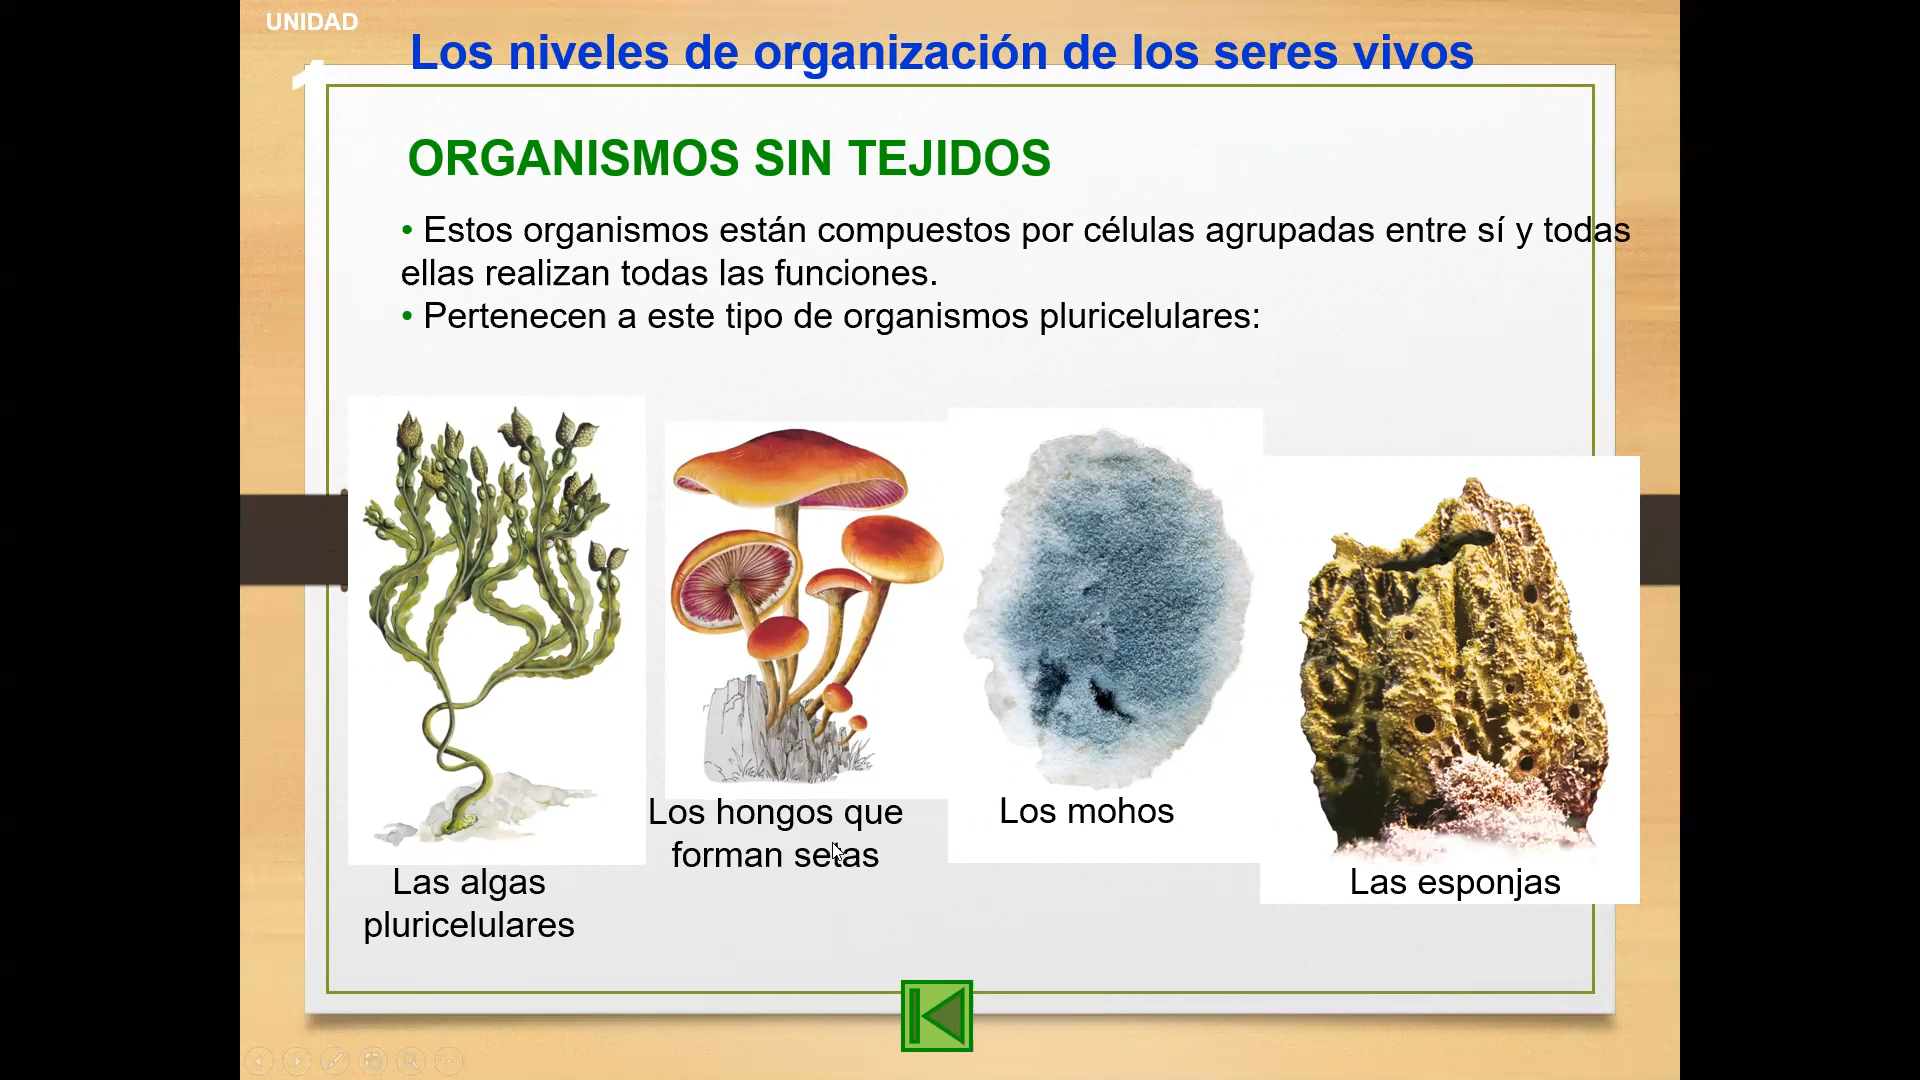 UNIDAD
1
Los niveles de organización de los seres vivos
ORGANISMOS SIN TEJIDOS
• Estos organismos están compuestos por células agrupadas entre sí y todas
ellas realizan todas las funciones.
• Pertenecen a este tipo de organismos pluricelulares:
Los hongos que
forman setas
Los mohos
Las algas
pluricelulares
Las esponjas